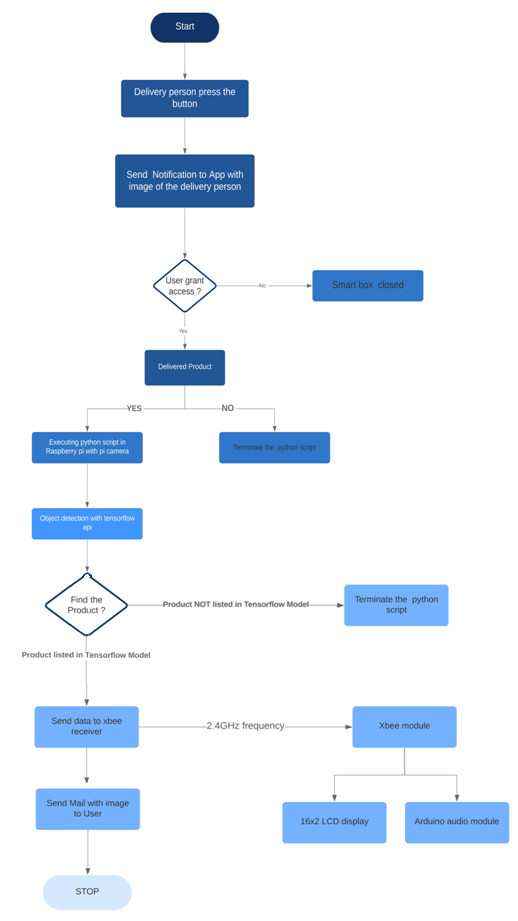 Start
Delivery person press the
button
Send  Notification to App with
image of the delivery person
User grant
access ?
No
Smart box  closed
Yes
Delivered Product
YES
NO
Executing python script in
Raspberry pi with pi camera
Terminate the  python script
Object detection with tensorflow
api
Find the
Product ?
Product NOT listed in Tensorflow Model
Terminate the  python
script
Product listed in Tensorflow Model
Send data to xbee
receiver
2.4GHz frequency
Xbee module
Send Mail with image
to User
16x2 LCD display
Arduino audio module
STOP